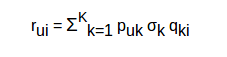 rui = ΣKk=1 puk σk qki